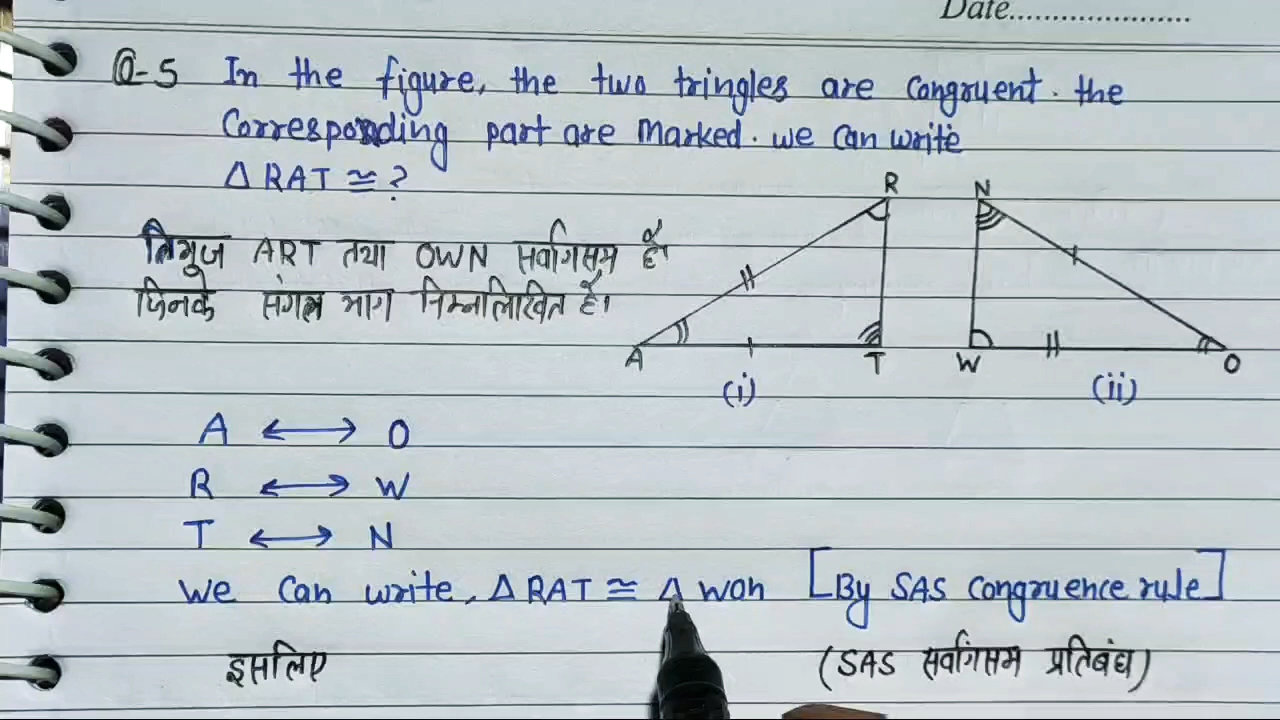 Date......................
Q-5 In the figure, the two tringles are congruent. the
Corresponding part are marked. we can write
Δ RAT ≅ ?
R N
त्रिभुज ART तथा OWN सर्वांगसम है।
जिनके संगत भाग निम्नलिखित है।
A T W O
(i) (ii)
A ⟷ O
R ⟷ W
T ⟷ N
We can write, Δ RAT ≅ Δ won [By SAS congruence rule]
इसलिए (SAS सर्वांगसम प्रतिबंध)